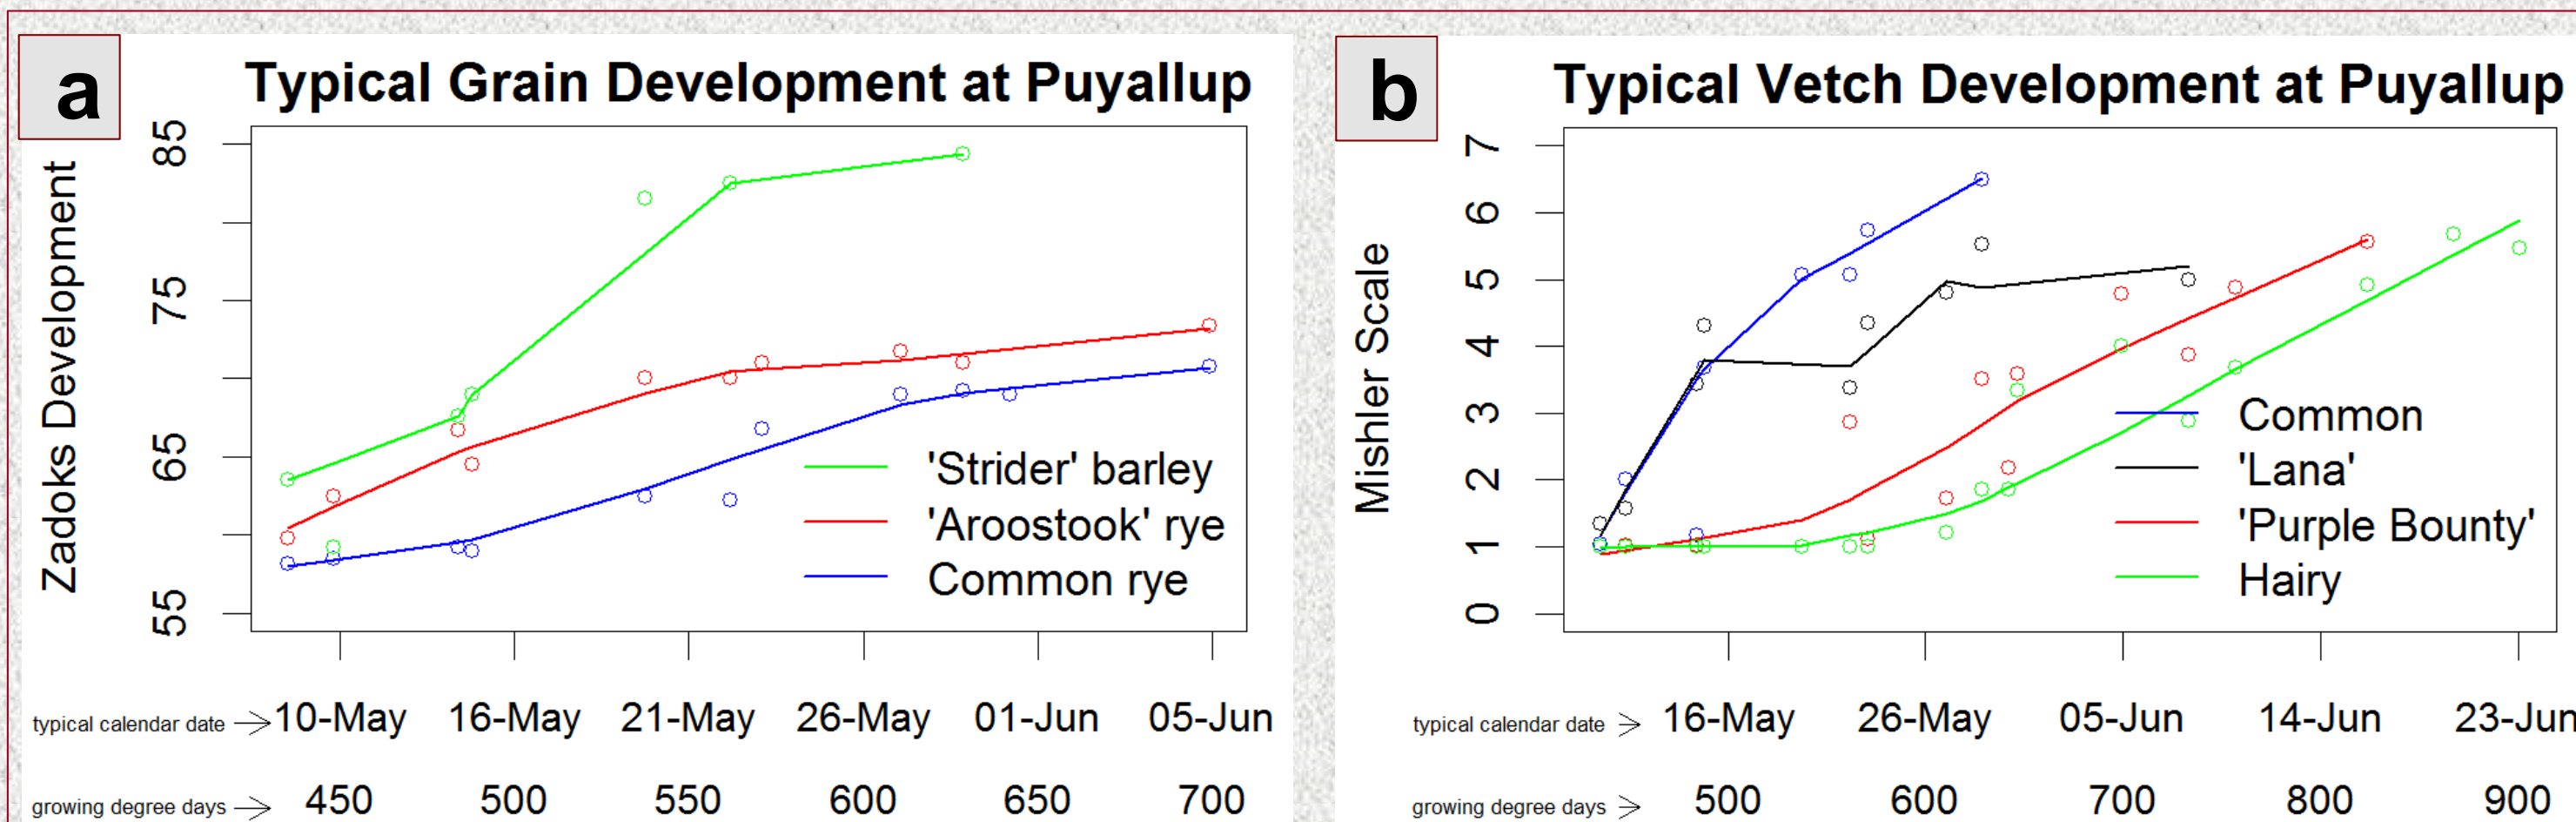 a
Typical Grain Development at Puyallup
Zadoks Development
85
75
65
55
'Strider' barley
'Aroostook' rye
Common rye
typical calendar date 10-May 16-May 21-May 26-May 01-Jun 05-Jun
growing degree days 450 500 550 600 650 700
b
Typical Vetch Development at Puyallup
Mishler Scale
7
6
5
4
3
2
1
0
Common
'Lana'
'Purple Bounty'
Hairy
typical calendar date 16-May 26-May 05-Jun 14-Jun 23-Jun
growing degree days 500 600 700 800 900